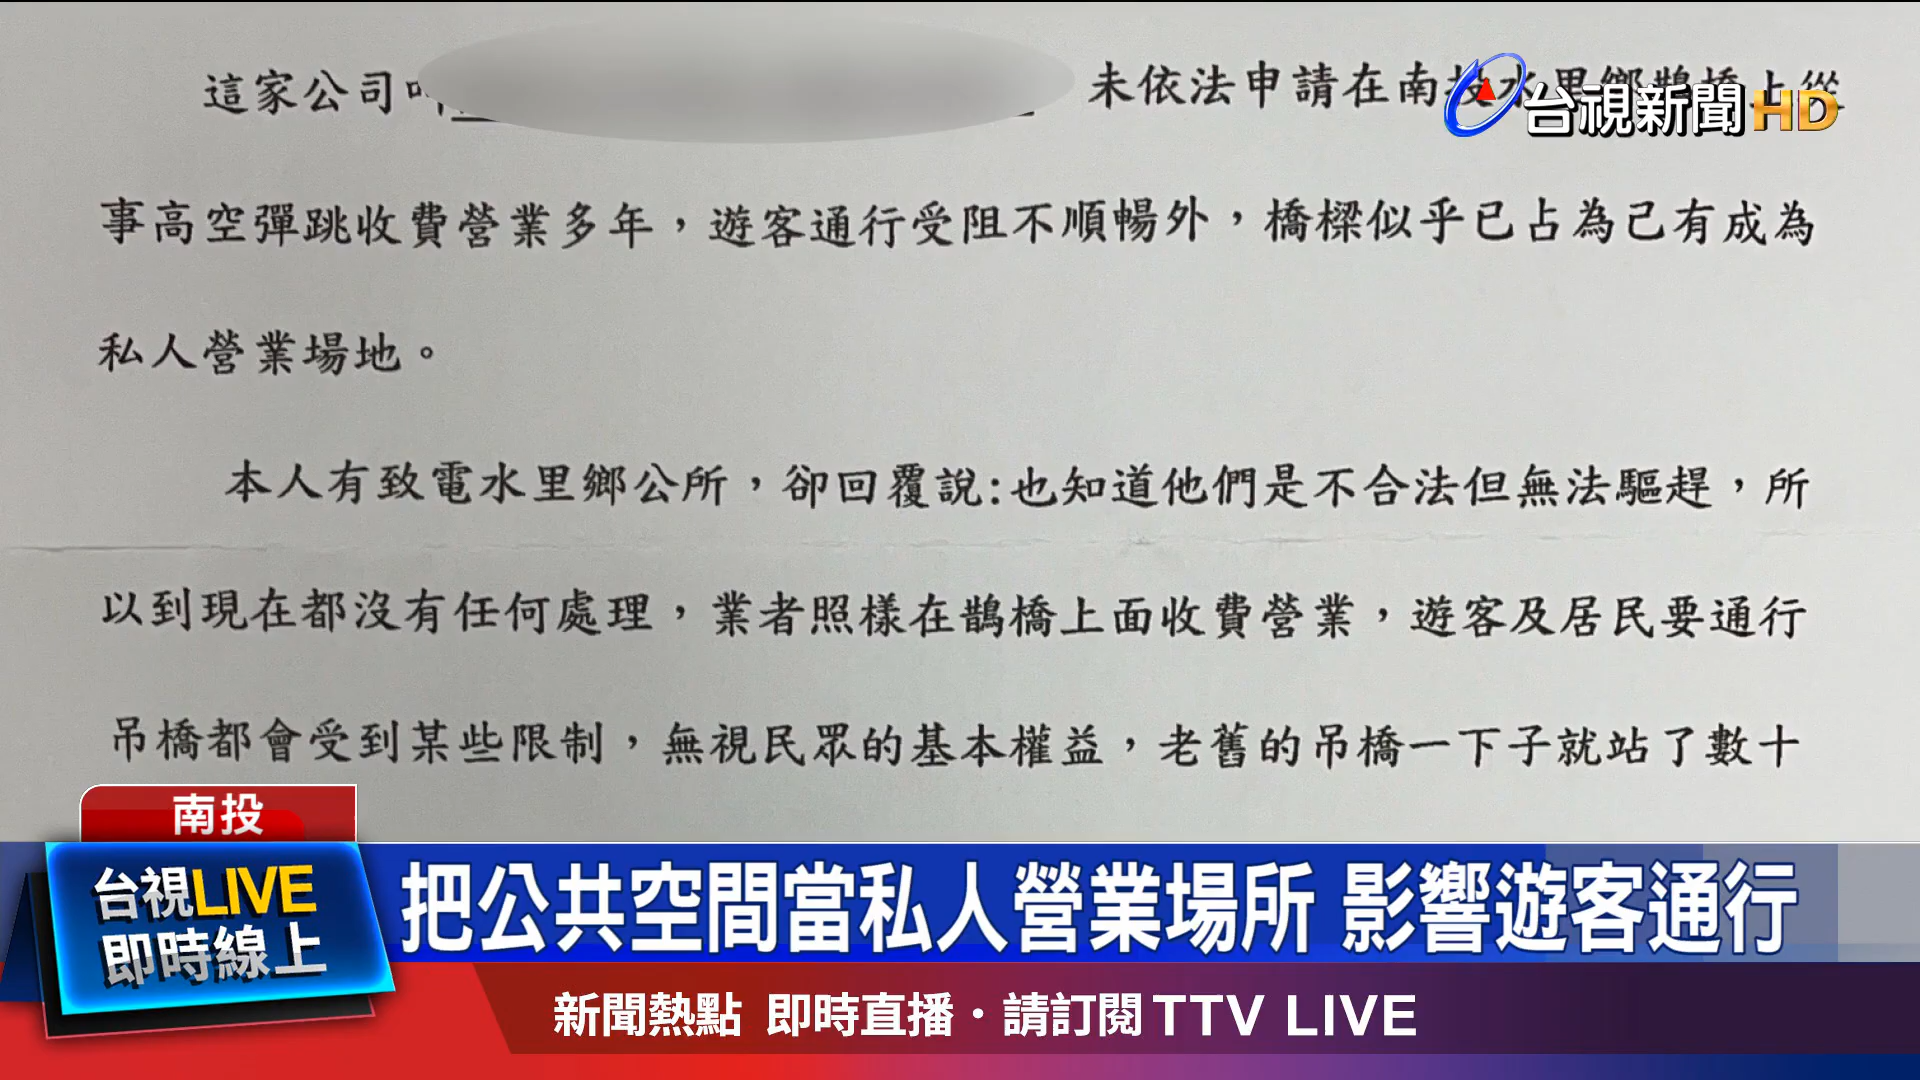 這家公司叫 未依法申請在南投水里鄉鵲橋上從
台視新聞HD
事高空彈跳收費營業多年，遊客通行受阻不順暢外，橋樑似乎已占為己有成為
私人營業場地。
本人有致電水里鄉公所，卻回覆說:也知道他們是不合法但無法驅趕，所
以到現在都沒有任何處理，業者照樣在鵲橋上面收費營業，遊客及居民要通行
吊橋都會受到某些限制，無視民眾的基本權益，老舊的吊橋一下子就站了數十
南投
台視LIVE
即時線上
把公共空間當私人營業場所 影響遊客通行
新聞熱點 即時直播·請訂閱TTV LIVE